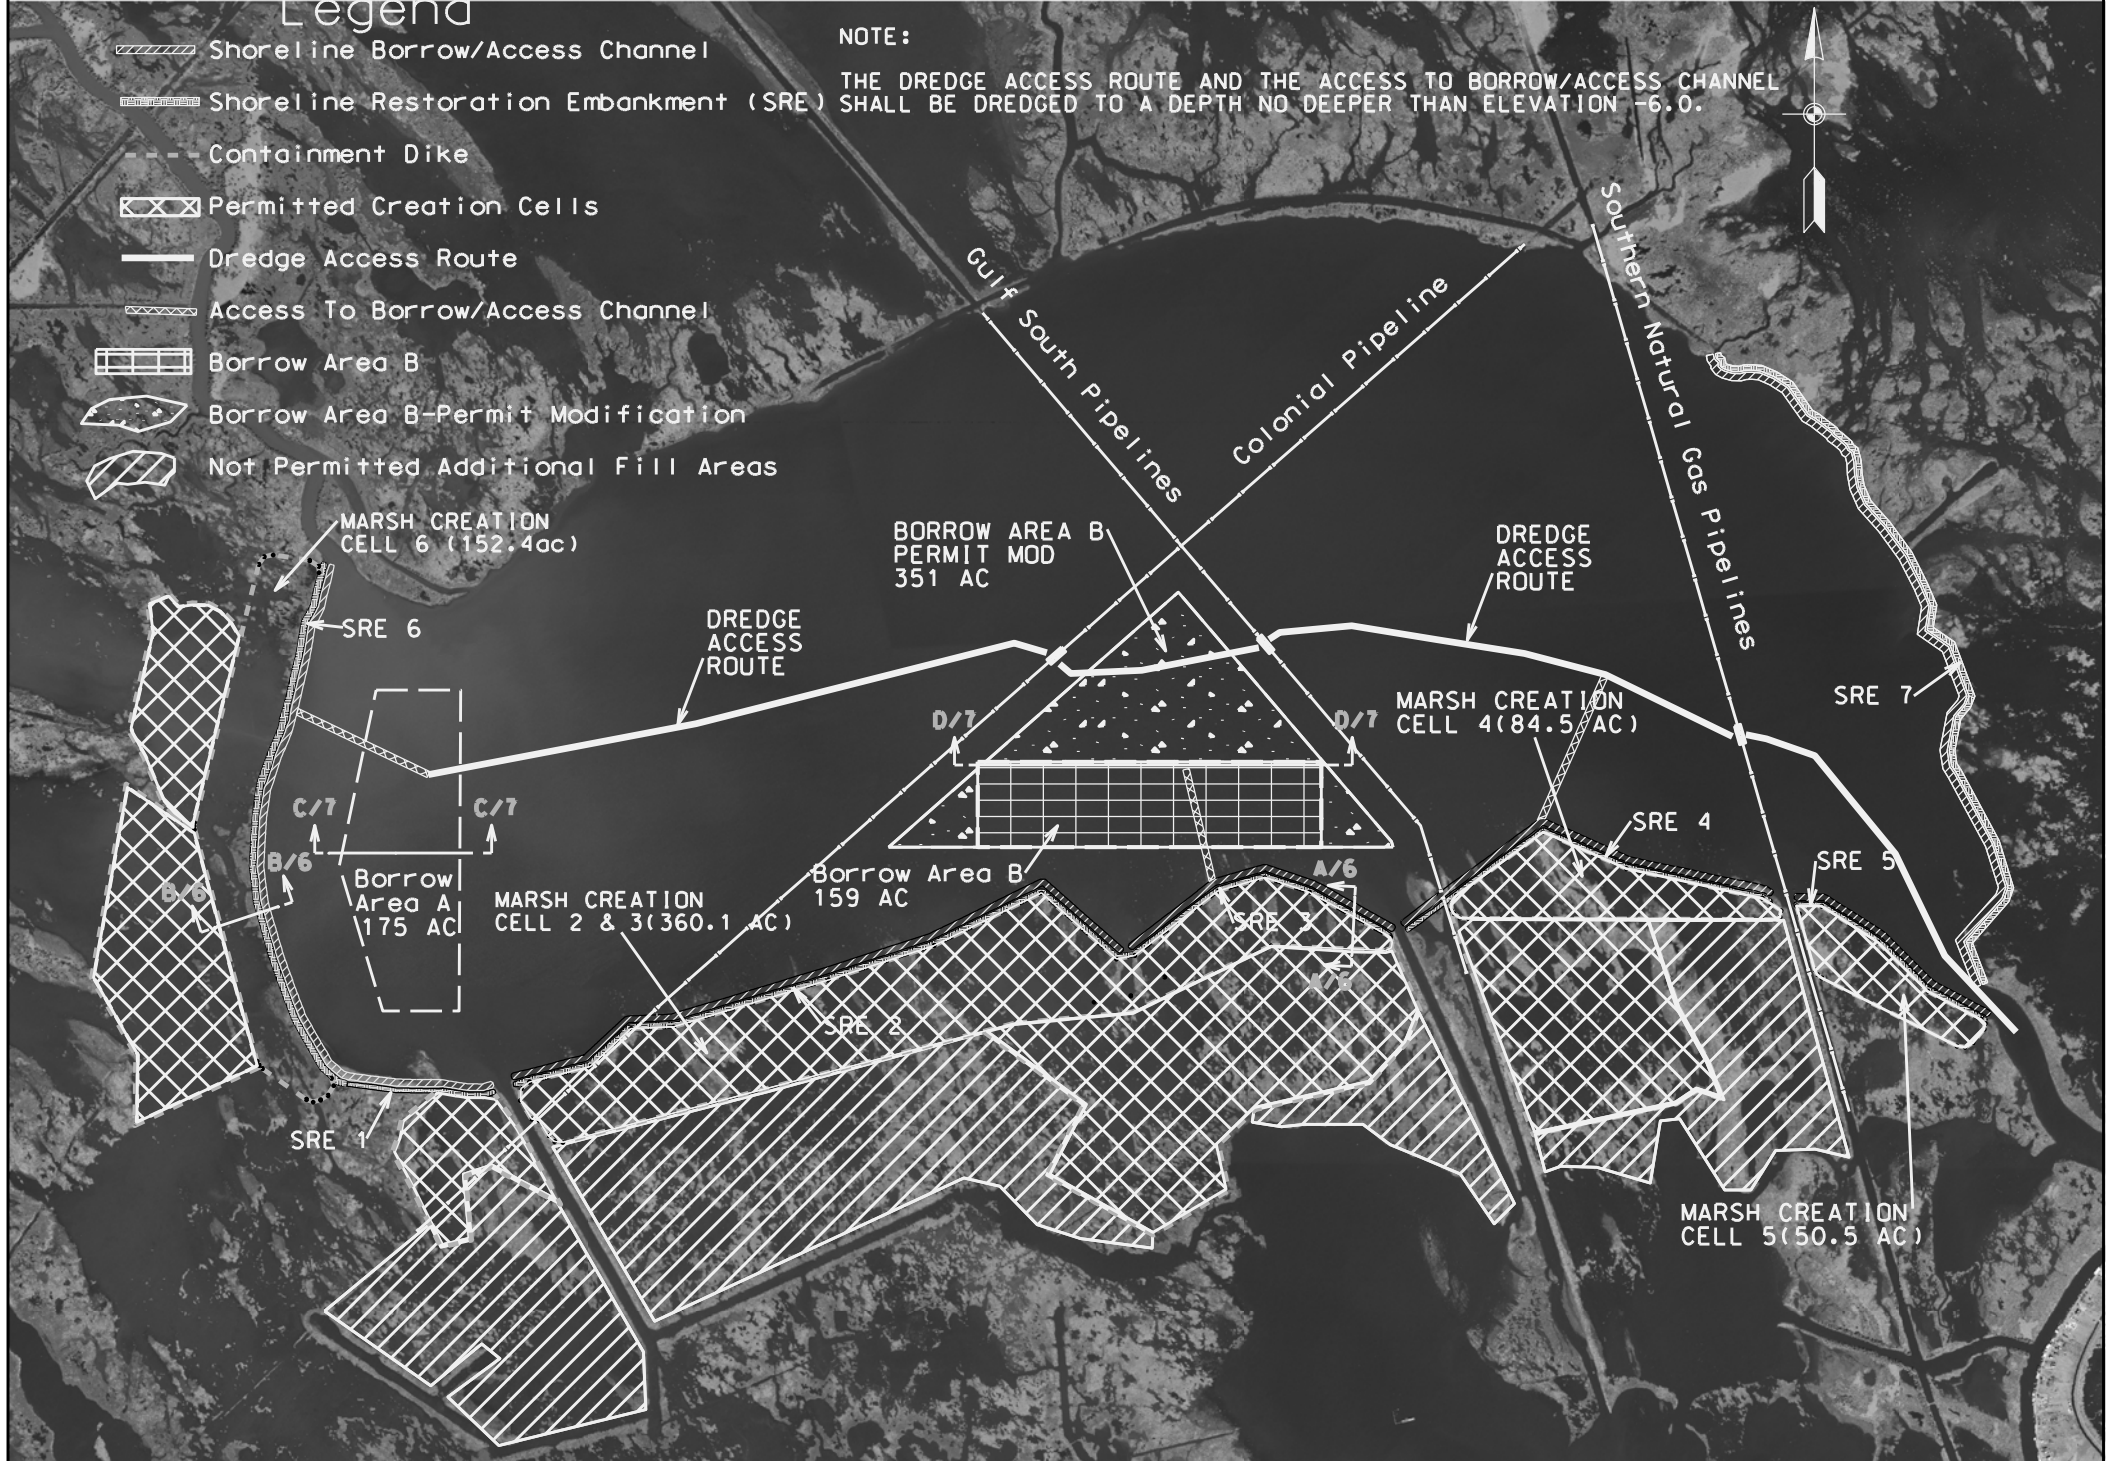 Legend
Shoreline Borrow/Access Channel
Shoreline Restoration Embankment (SRE)
Containment Dike
Permitted Creation Cells
Dredge Access Route
Access To Borrow/Access Channel
Borrow Area B
Borrow Area B-Permit Modification
Not Permitted Additional Fill Areas
NOTE:
THE DREDGE ACCESS ROUTE AND THE ACCESS TO BORROW/ACCESS CHANNEL
SHALL BE DREDGED TO A DEPTH NO DEEPER THAN ELEVATION -6.0.
Gulf South Pipelines
Colonial Pipeline
Southern Natural Gas Pipelines
MARSH CREATION
CELL 6 (152.4ac)
SRE 6
DREDGE
ACCESS
ROUTE
BORROW AREA B
PERMIT MOD
351 AC
DREDGE
ACCESS
ROUTE
SRE 7
D/7
D/7
MARSH CREATION
CELL 4(84.5 AC)
C/7
C/7
B/6
B/6
Borrow
Area A
175 AC
MARSH CREATION
CELL 2 & 3(360.1 AC)
Borrow Area B
159 AC
A/6
SRE 3
A/6
SRE 4
SRE 5
SRE 2
SRE 1
MARSH CREATION
CELL 5(50.5 AC)